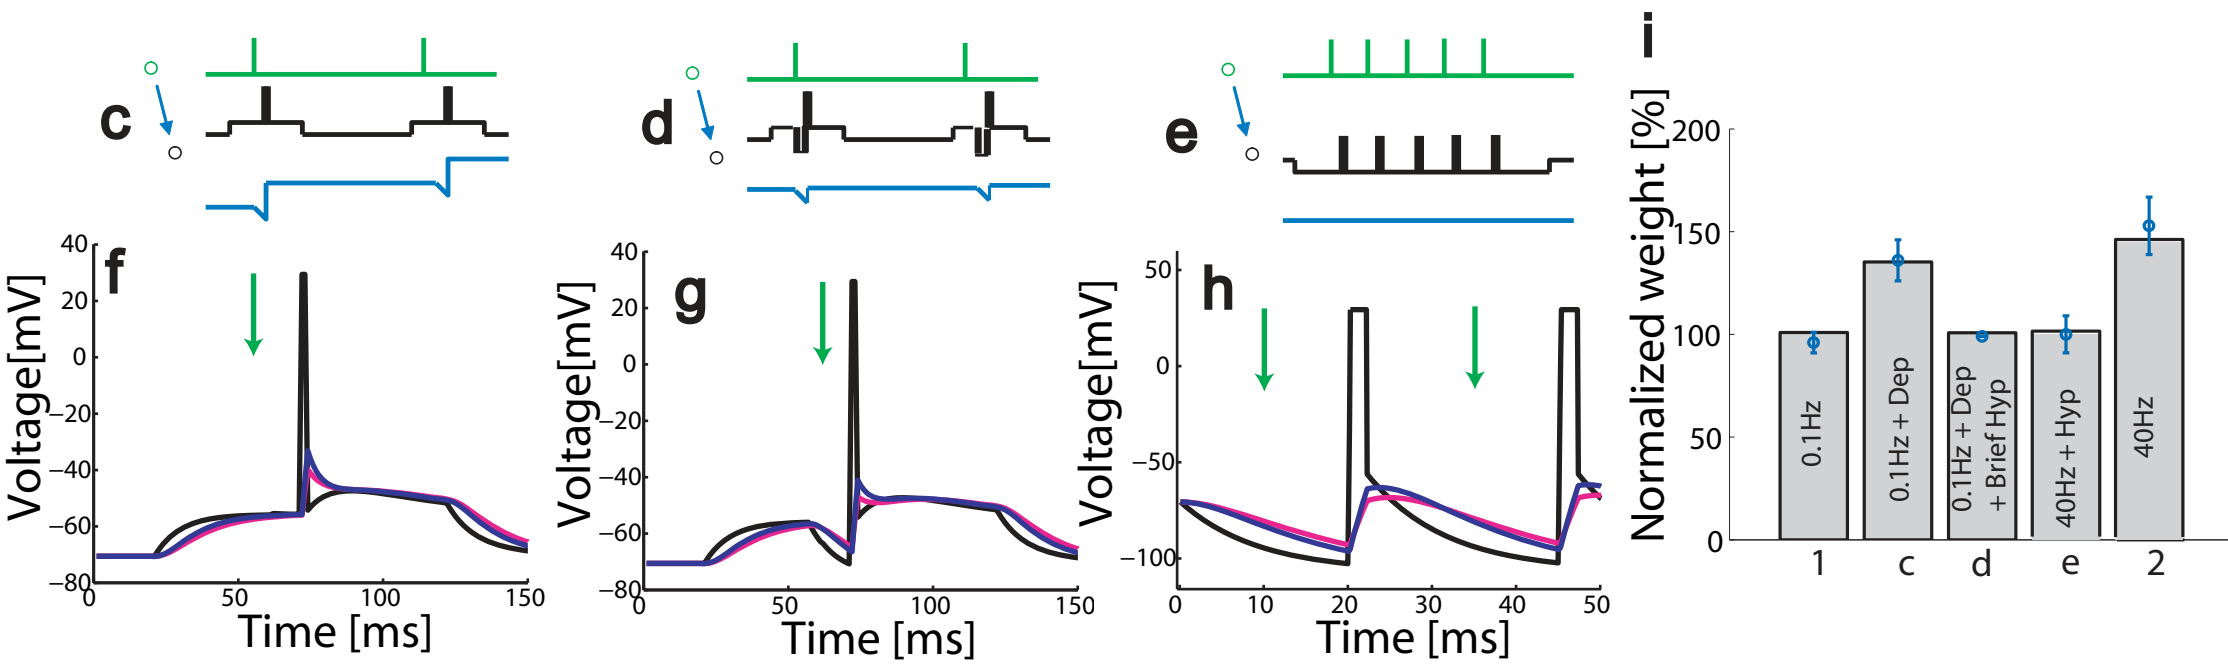 c
d
e
f
40
20
0
−20
−40
−60
−80
Voltage[mV]
0
50
100
150
Time [ms]
g
40
20
0
−20
−40
−60
−80
Voltage[mV]
0
50
100
150
Time [ms]
h
50
0
−50
−100
Voltage[mV]
0
10
20
30
40
50
Time [ms]
i
Normalized weight [%]
200
150
100
50
0
0.1Hz
0.1Hz + Dep
0.1Hz + Dep
+ Brief Hyp
40Hz + Hyp
40Hz
1
c
d
e
2